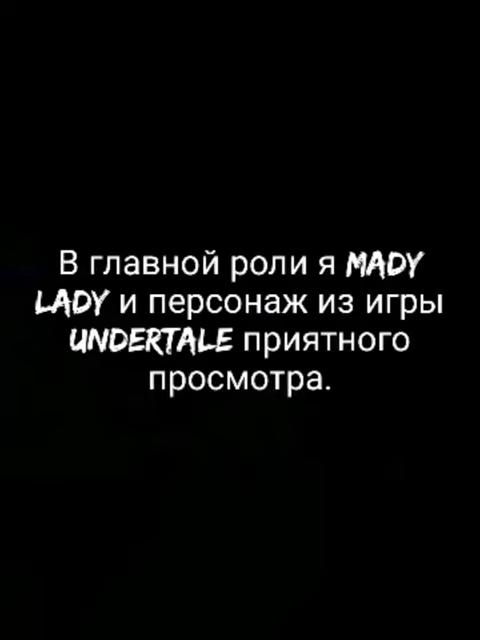 В главной роли я MADY
LADY и персонаж из игры
UNDERTALE приятного
просмотра.